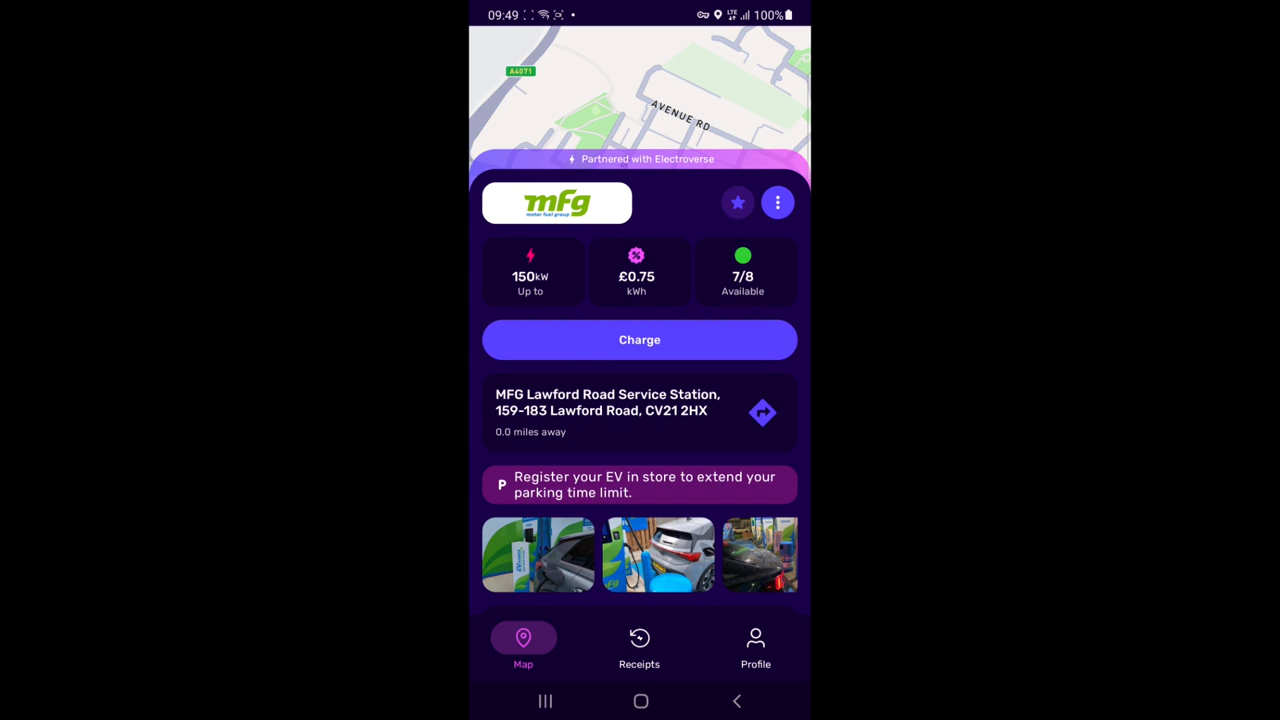 09:49
LTE
100%
A4071
AVENUE RD
Partnered with Electroverse
mfg
motor fuel group
150kW
Up to
£0.75
kWh
7/8
Available
Charge
MFG Lawford Road Service Station,
159-183 Lawford Road, CV21 2HX
0.0 miles away
P
Register your EV in store to extend your
parking time limit.
Map
Receipts
Profile